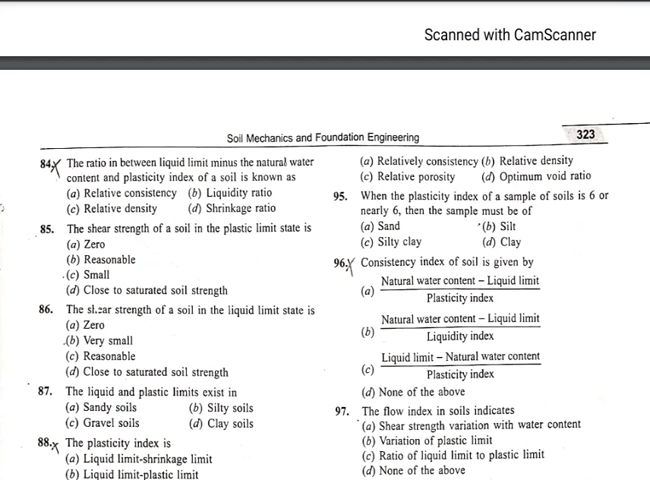 Scanned with CamScanner
Soil Mechanics and Foundation Engineering
323
84. The ratio in between liquid limit minus the natural water
content and plasticity index of a soil is known as
(a) Relative consistency (b) Liquidity ratio
(c) Relative density (d) Shrinkage ratio
85. The shear strength of a soil in the plastic limit state is
(a) Zero
(b) Reasonable
(c) Small
(d) Close to saturated soil strength
86. The shear strength of a soil in the liquid limit state is
(a) Zero
(b) Very small
(c) Reasonable
(d) Close to saturated soil strength
87. The liquid and plastic limits exist in
(a) Sandy soils (b) Silty soils
(c) Gravel soils (d) Clay soils
88. The plasticity index is
(a) Liquid limit-shrinkage limit
(b) Liquid limit-plastic limit
(a) Relatively consistency (b) Relative density
(c) Relative porosity (d) Optimum void ratio
95. When the plasticity index of a sample of soils is 6 or
nearly 6, then the sample must be of
(a) Sand (b) Silt
(c) Silty clay (d) Clay
96. Consistency index of soil is given by
(a) Natural water content – Liquid limit
Plasticity index
(b) Natural water content – Liquid limit
Liquidity index
(c) Liquid limit – Natural water content
Plasticity index
(d) None of the above
97. The flow index in soils indicates
(a) Shear strength variation with water content
(b) Variation of plastic limit
(c) Ratio of liquid limit to plastic limit
(d) None of the above